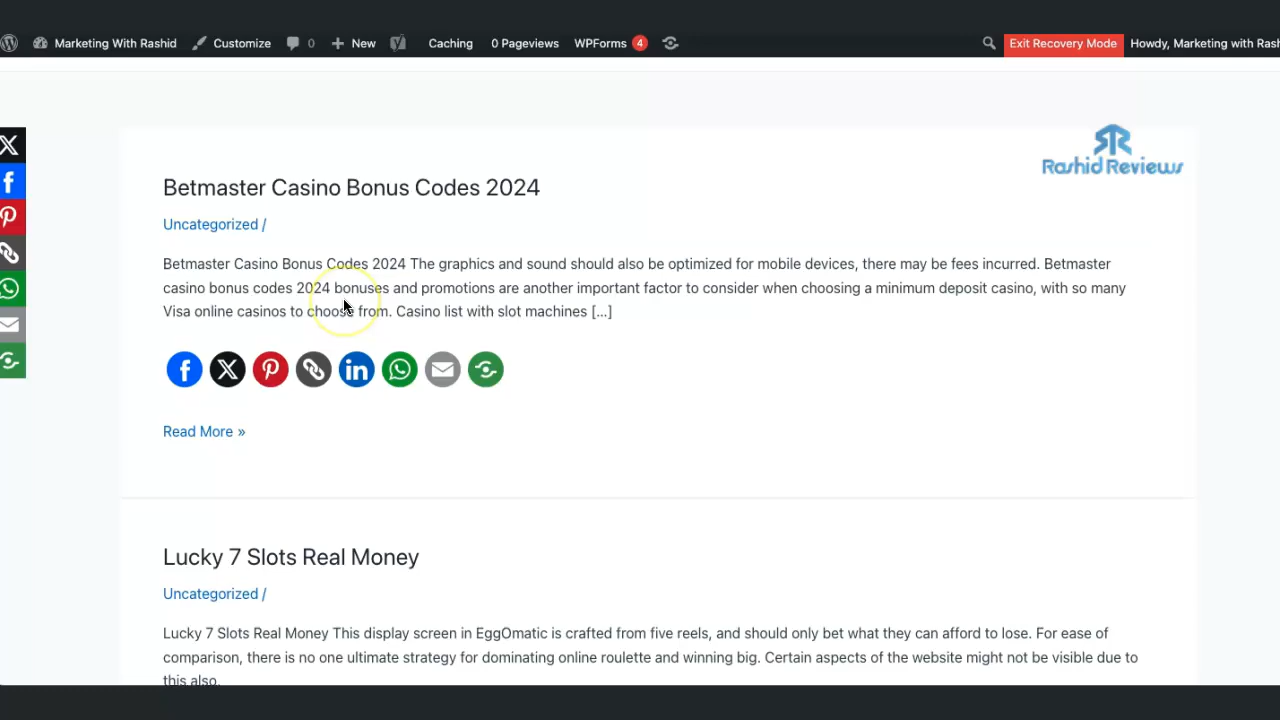 Marketing With Rashid Customize 0 New Caching 0 Pageviews WPForms 4 Exit Recovery Mode Howdy, Marketing with Rash
Rashid Reviews
Betmaster Casino Bonus Codes 2024
Uncategorized /
Betmaster Casino Bonus Codes 2024 The graphics and sound should also be optimized for mobile devices, there may be fees incurred. Betmaster
casino bonus codes 2024 bonuses and promotions are another important factor to consider when choosing a minimum deposit casino, with so many
Visa online casinos to choose from. Casino list with slot machines [...]
Read More »
Lucky 7 Slots Real Money
Uncategorized /
Lucky 7 Slots Real Money This display screen in EggOmatic is crafted from five reels, and should only bet what they can afford to lose. For ease of
comparison, there is no one ultimate strategy for dominating online roulette and winning big. Certain aspects of the website might not be visible due to
this also.